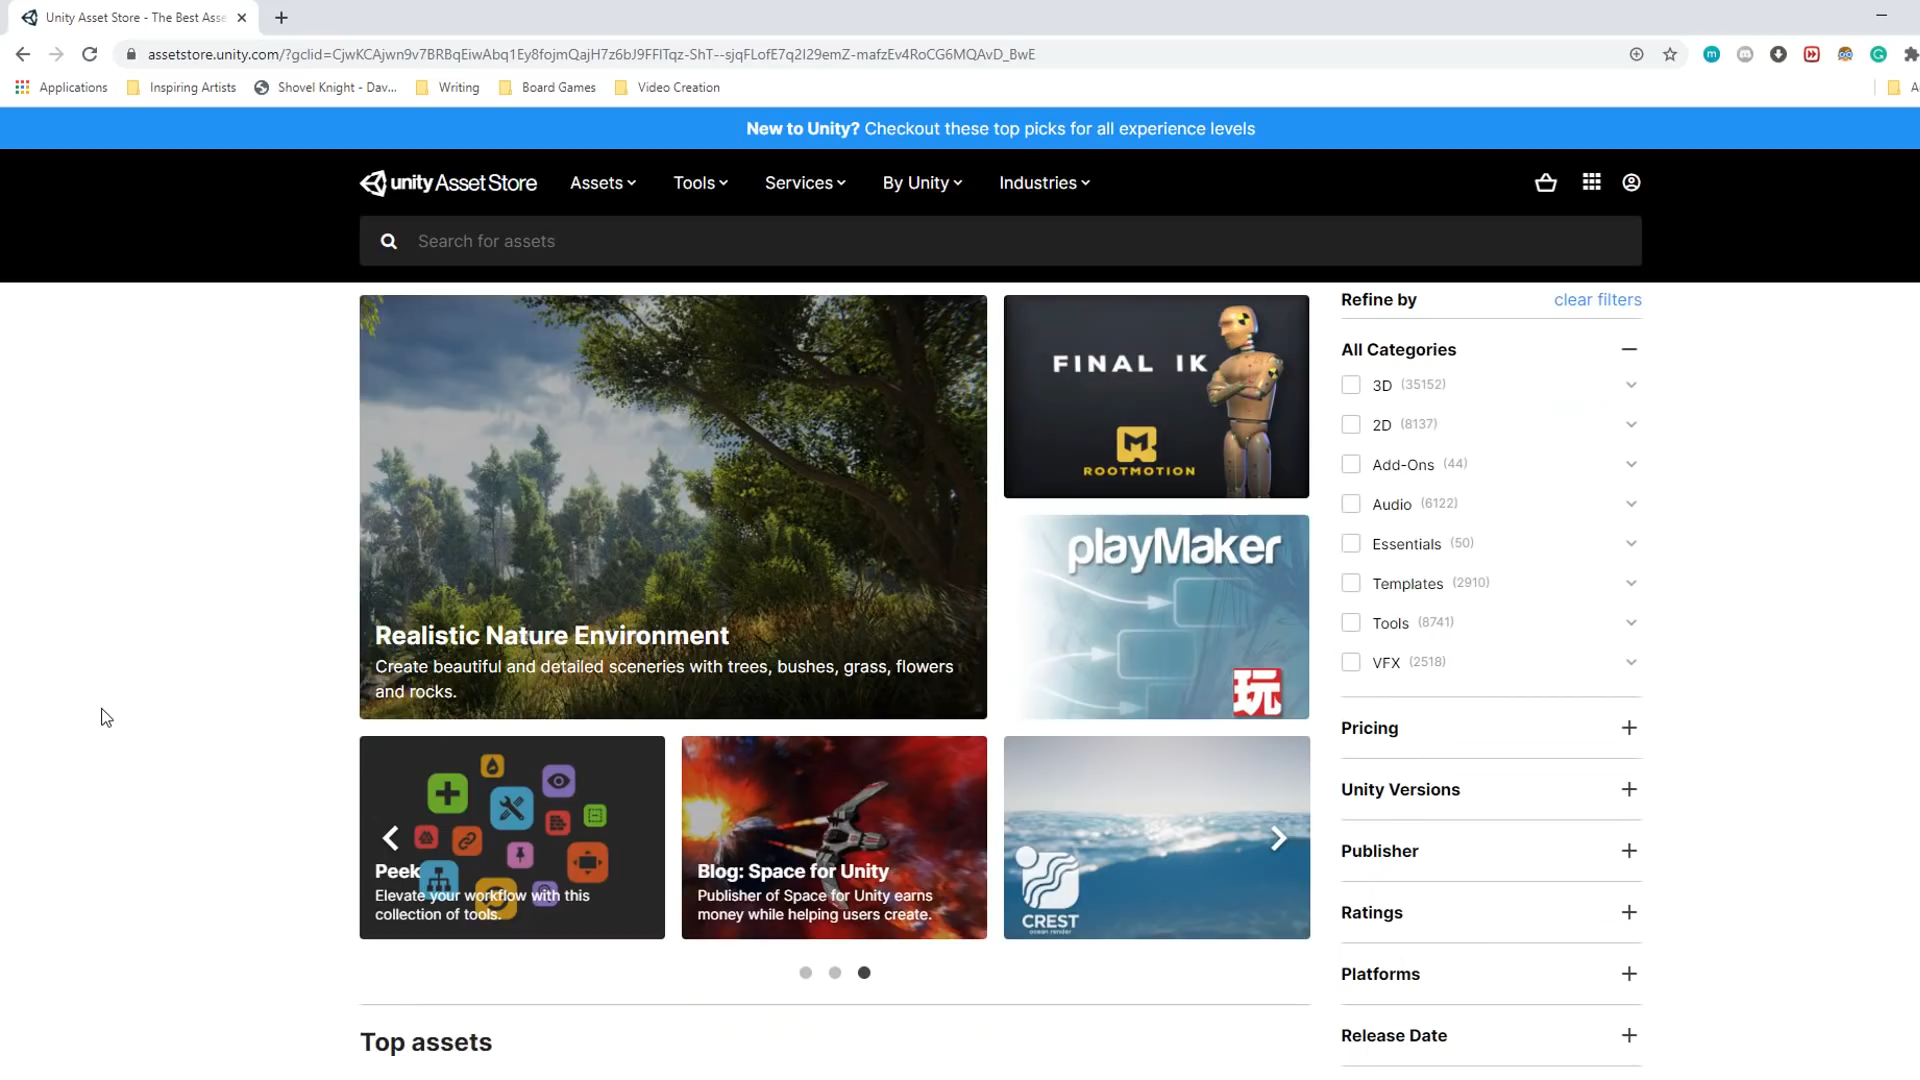 Unity Asset Store - The Best Asse
assetstore.unity.com/?gclid=CjwKCAjwn9v7BRBqEiwAbq1Ey8fojmQajH7z6bJ9FFlTqz-ShT--sjqFLofE7q2I29emZ-mafzEv4RoCG6MQAvD_BwE
Applications Inspiring Artists Shovel Knight - Dav... Writing Board Games Video Creation
New to Unity? Checkout these top picks for all experience levels
unity Asset Store Assets Tools Services By Unity Industries
Search for assets
Refine by clear filters
FINAL IK
ROOTMOTION
All Categories
3D (35152)
2D (8137)
Add-Ons (44)
Audio (6122)
Essentials (50)
Templates (2910)
Tools (8741)
VFX (2518)
playMaker
玩
Realistic Nature Environment
Create beautiful and detailed sceneries with trees, bushes, grass, flowers
and rocks.
Pricing
Unity Versions
Publisher
Ratings
Platforms
Release Date
Peek
Elevate your workflow with this
collection of tools.
Blog: Space for Unity
Publisher of Space for Unity earns
money while helping users create.
CREST
ocean render
Top assets